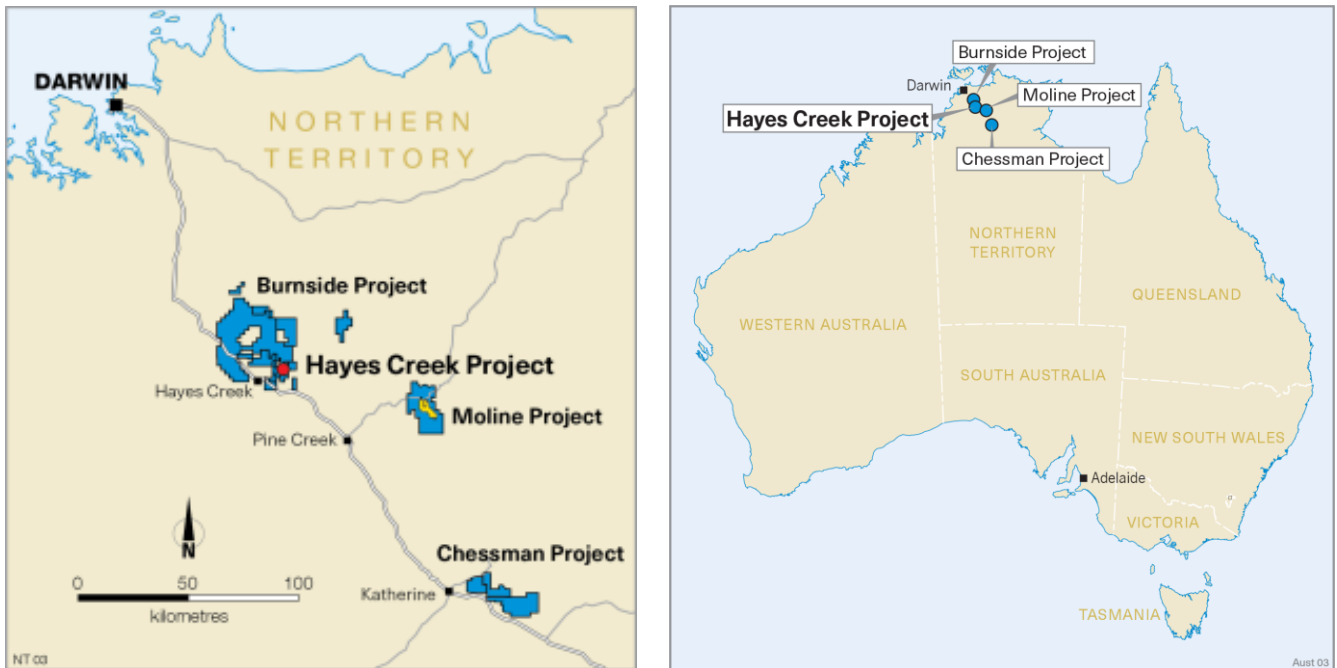 DARWIN
NORTHERN
TERRITORY
Burnside Project
Hayes Creek Project
Hayes Creek
Moline Project
Pine Creek
N
Chessman Project
0 50 100
kilometres
Katherine
NT 03
Burnside Project
Darwin
Moline Project
Hayes Creek Project
Chessman Project
NORTHERN
TERRITORY
QUEENSLAND
WESTERN AUSTRALIA
SOUTH AUSTRALIA
NEW SOUTH WALES
Adelaide
VICTORIA
TASMANIA
Aust 03